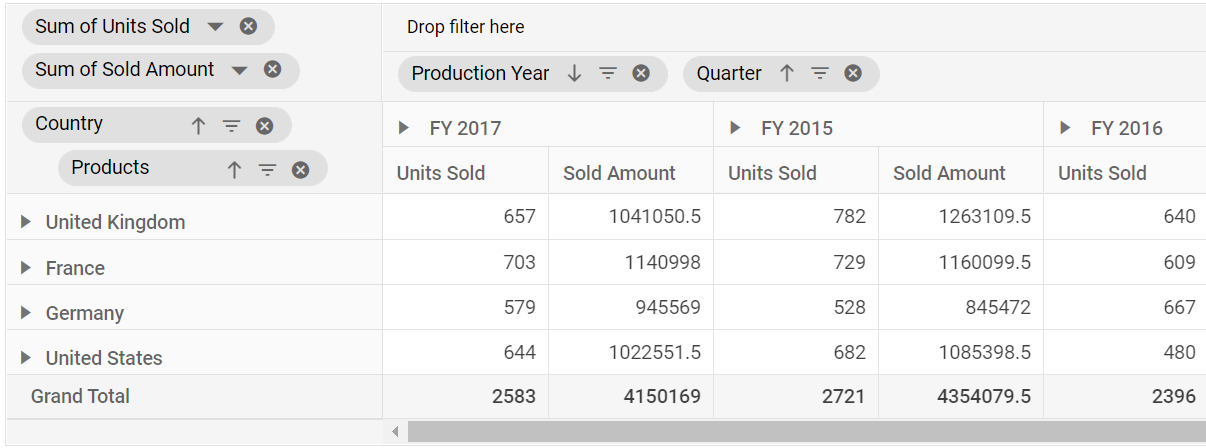 Sum of Units Sold
Drop filter here
Sum of Sold Amount
Production Year Quarter
Country
Products
FY 2017 FY 2015 FY 2016
Units Sold Sold Amount Units Sold Sold Amount Units Sold
United Kingdom 657 1041050.5 782 1263109.5 640
France 703 1140998 729 1160099.5 609
Germany 579 945569 528 845472 667
United States 644 1022551.5 682 1085398.5 480
Grand Total 2583 4150169 2721 4354079.5 2396